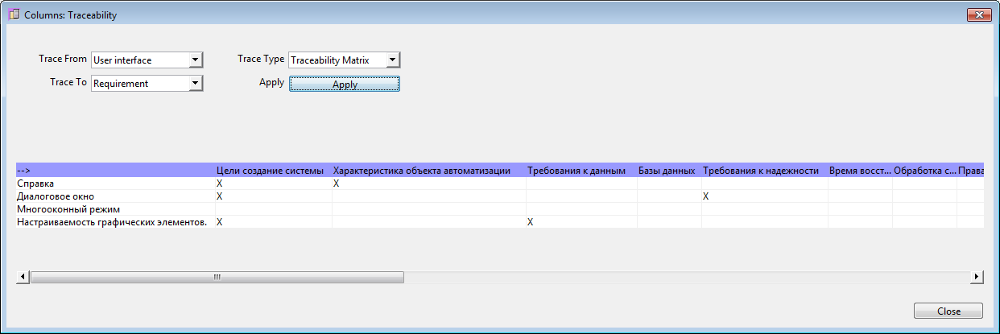 Columns: Traceability
Trace From User interface Trace Type Traceability Matrix
Trace To Requirement Apply Apply
--> Цели создание системы Характеристика объекта автоматизации Требования к данным Базы данных Требования к надежности Время восст... Обработка с... Права
Справка X X
Диалоговое окно X X
Многооконный режим
Настраиваемость графических элементов. X X
Close